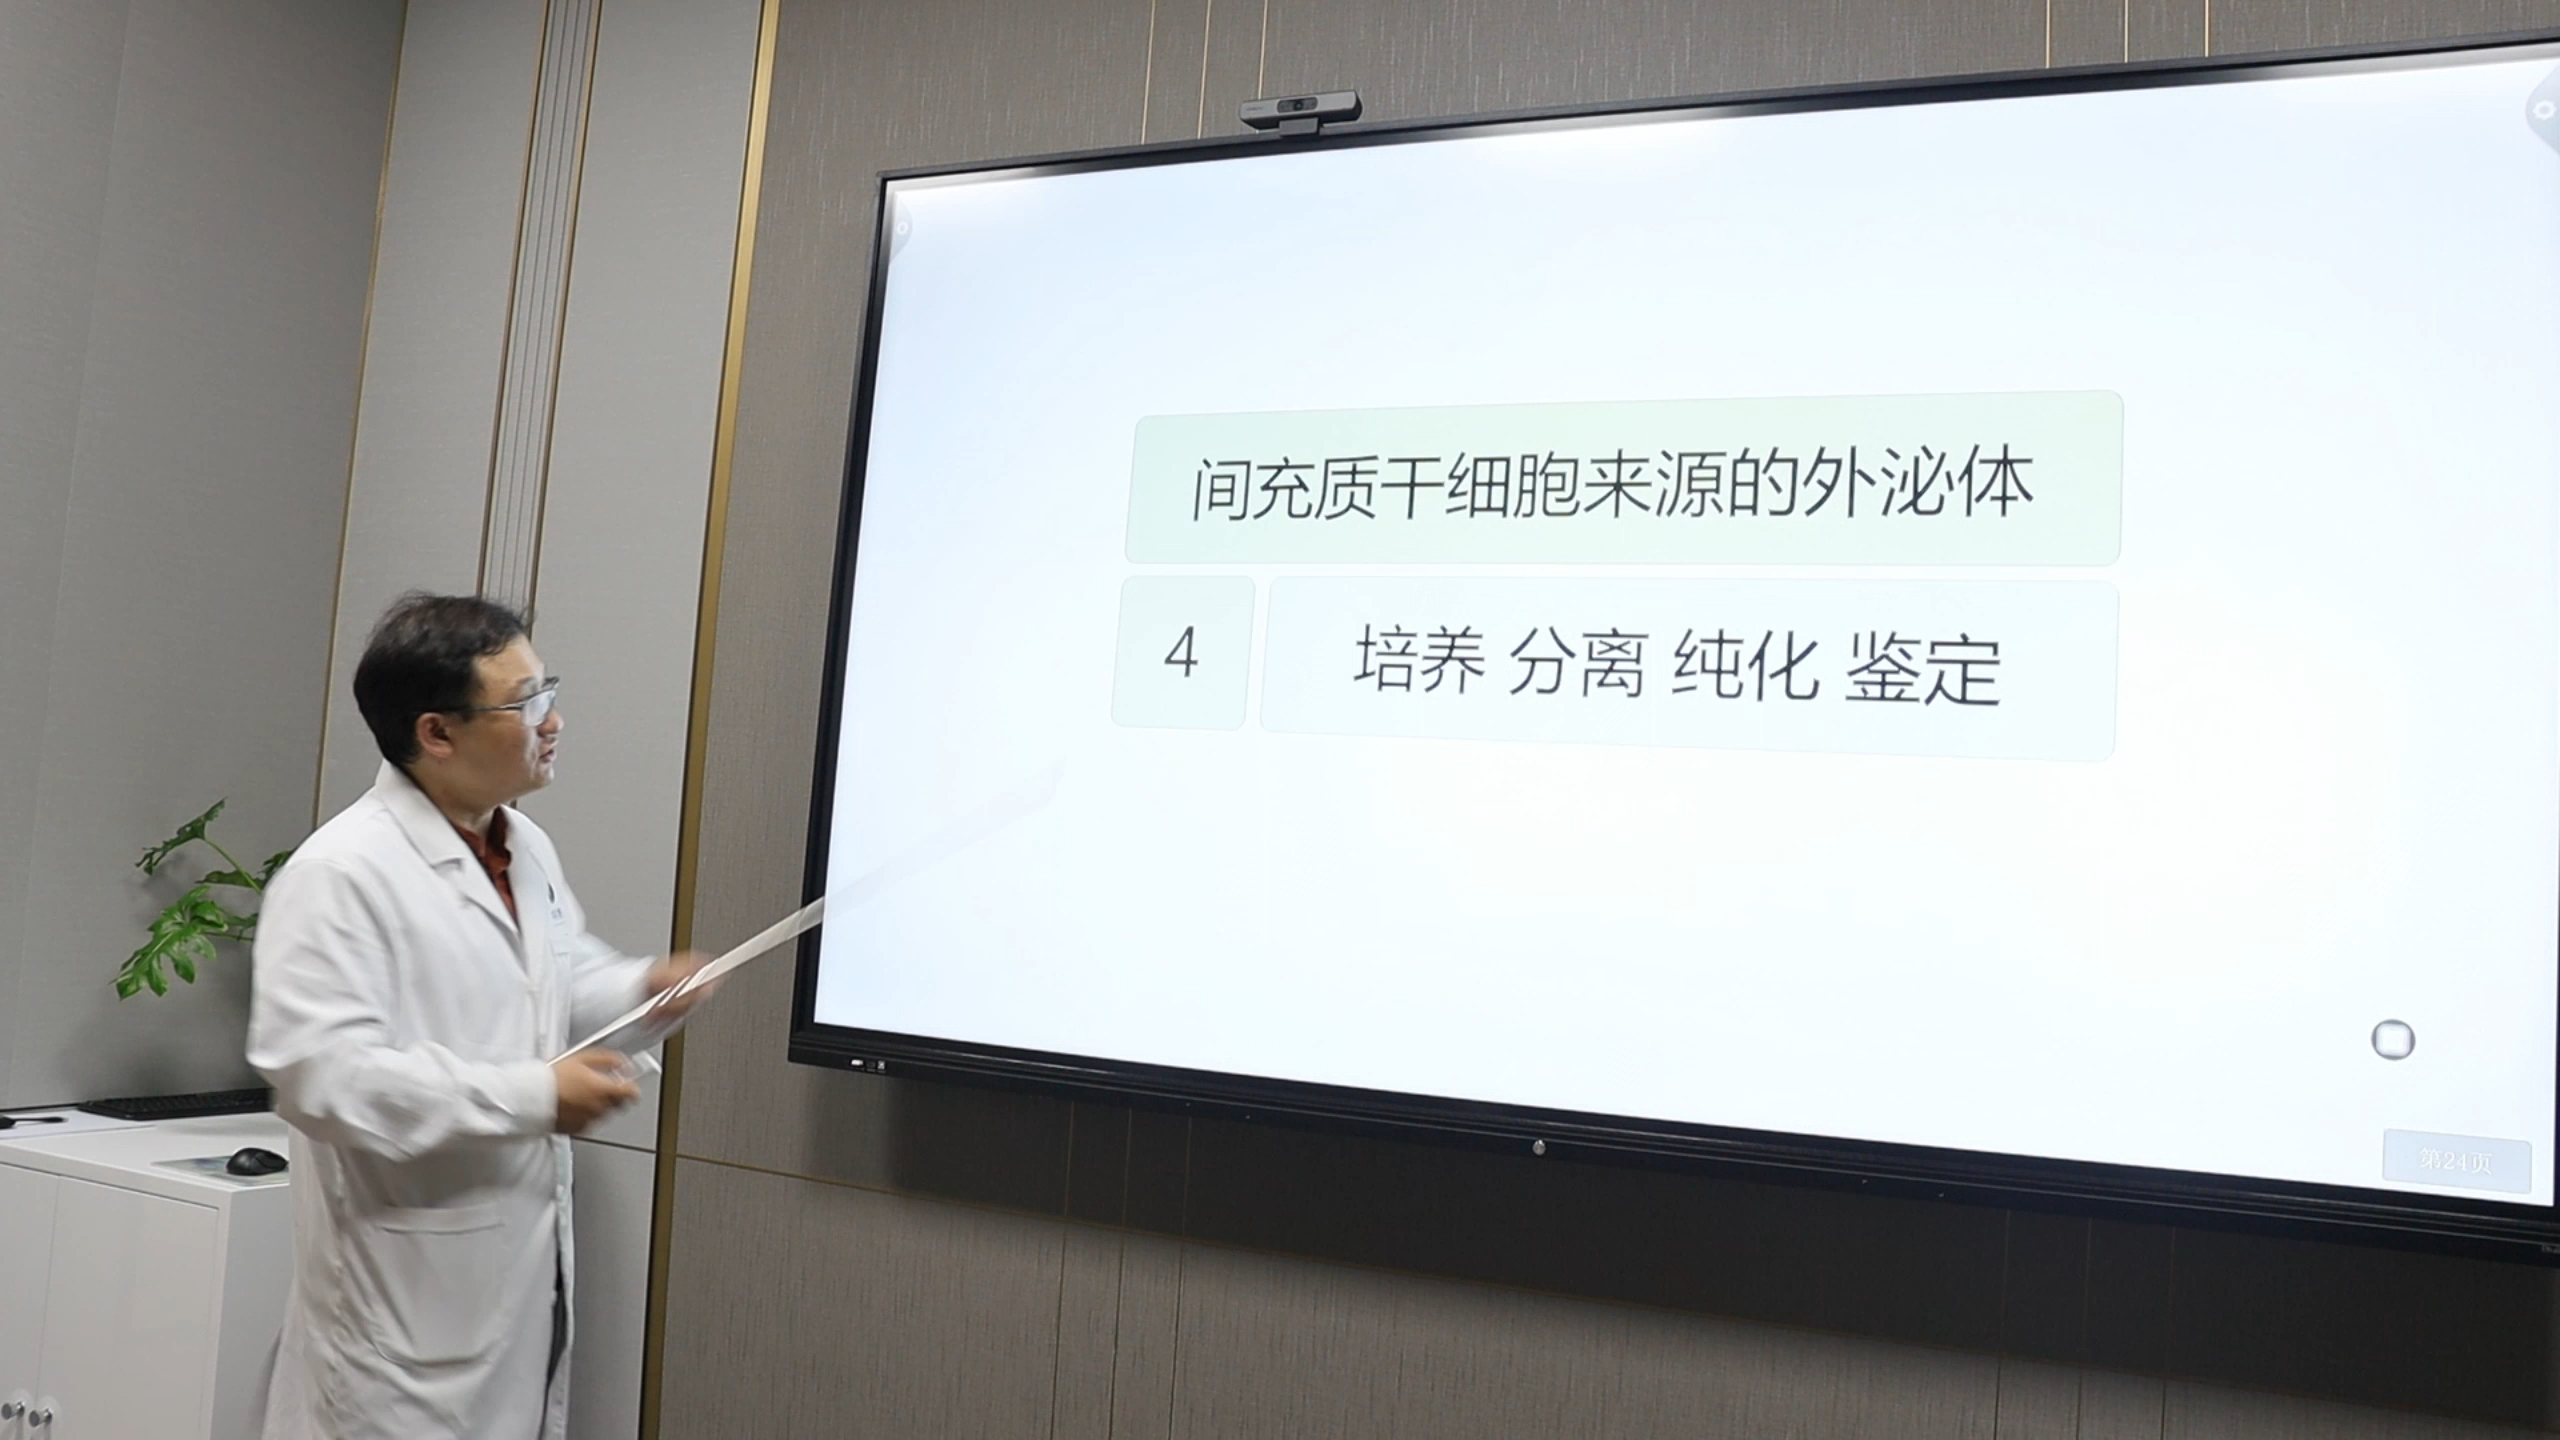 间充质干细胞来源的外泌体
4 培养 分离 纯化 鉴定
第24页